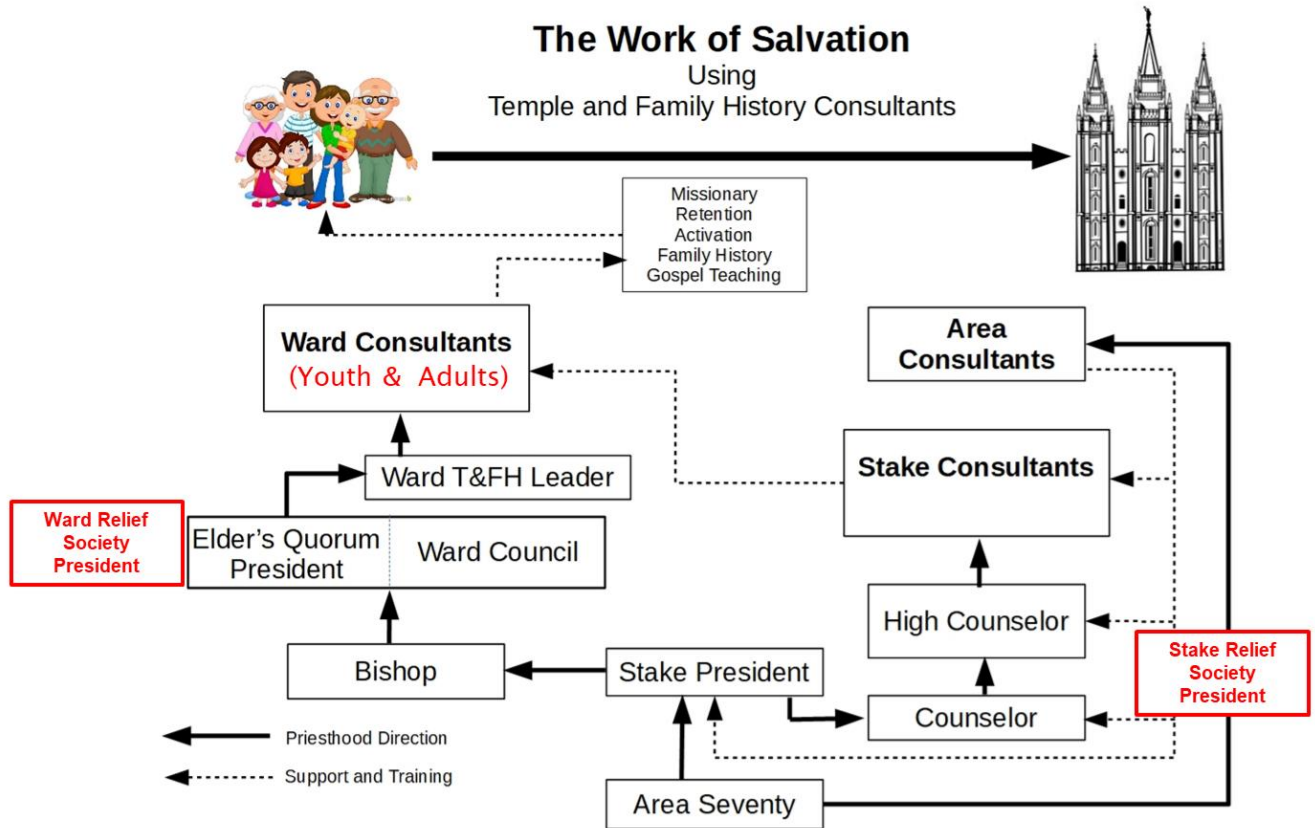 The Work of Salvation
Using
Temple and Family History Consultants
Missionary
Retention
Activation
Family History
Gospel Teaching
Ward Consultants
(Youth & Adults)
Area
Consultants
Stake Consultants
Ward T&FH Leader
Ward Relief
Society
President
Elder's Quorum
President
Ward Council
High Counselor
Stake Relief
Society
President
Bishop
Stake President
Counselor
Priesthood Direction
Support and Training
Area Seventy